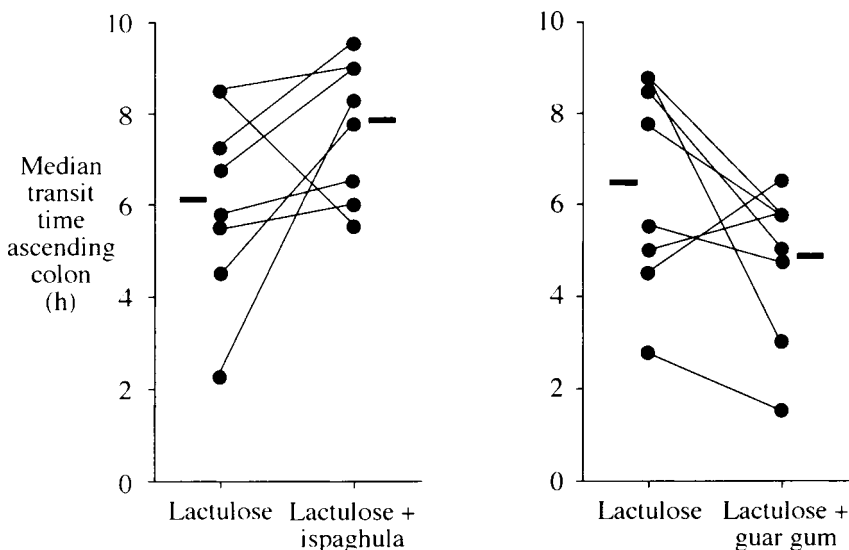 Median
transit
time
ascending
colon
(h)
10
8
6
4
2
0
Lactulose
Lactulose +
ispaghula
10
8
6
4
2
0
Lactulose
Lactulose +
guar gum